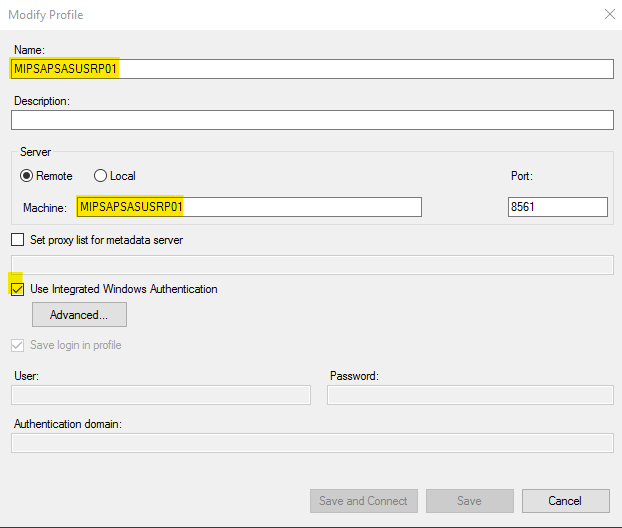 Modify Profile
Name:
MIPSAPSASUSRP01
Description:
Server
Remote
Local
Port:
Machine:
MIPSAPSASUSRP01
8561
Set proxy list for metadata server
Use Integrated Windows Authentication
Advanced...
Save login in profile
User:
Password:
Authentication domain:
Save and Connect
Save
Cancel